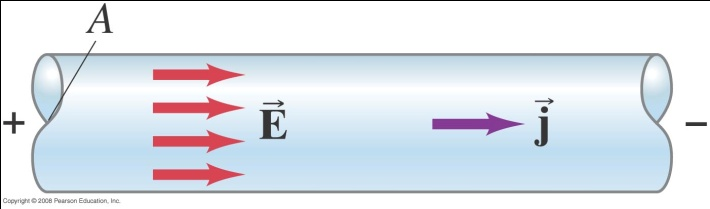 A
+
E⃗
j⃗
−
Copyright © 2008 Pearson Education, Inc.